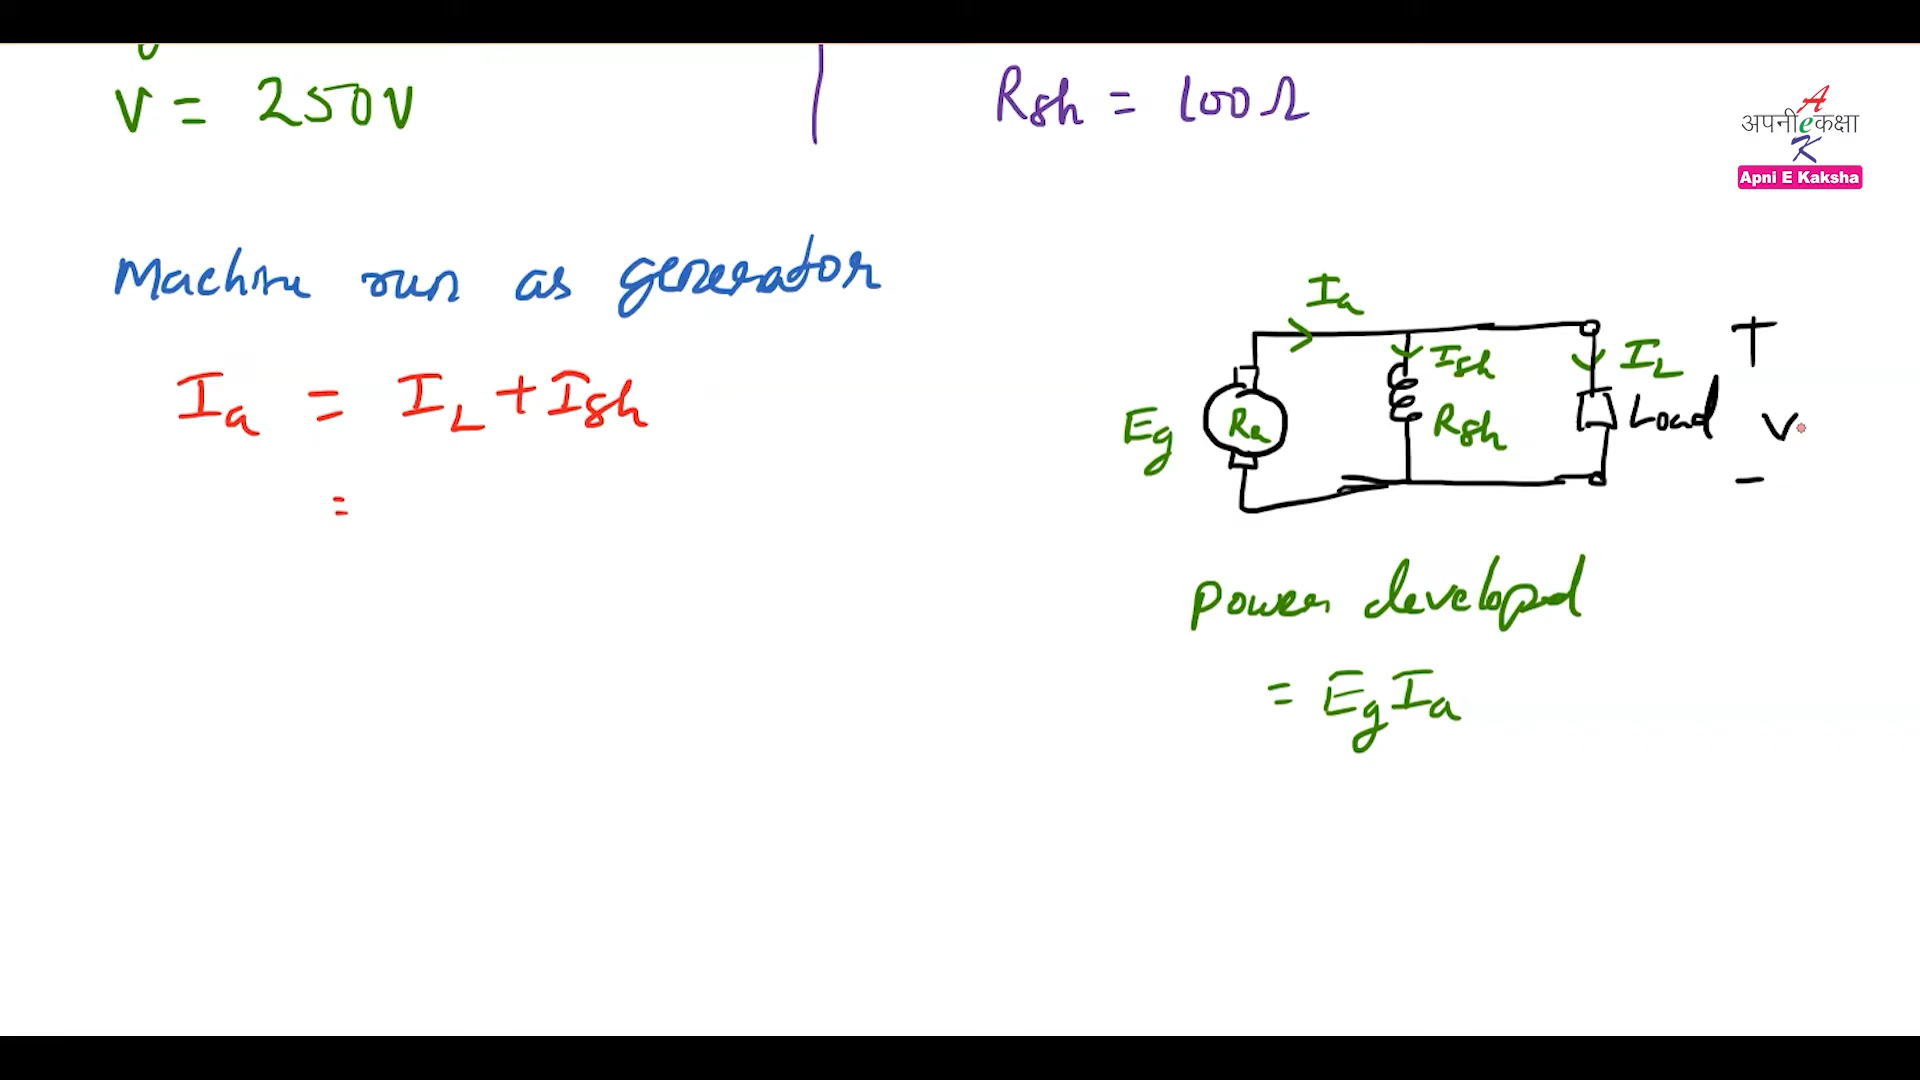 V = 250V
Rsh = 100Ω
A
अपनी e कक्षा
K
Apni E Kaksha
Machine run as generator
Ia = IL + Ish
=
Ia
Ish
IL
+
Eg
Ra
Rsh
Load
V
-
Power developed
= EgIa